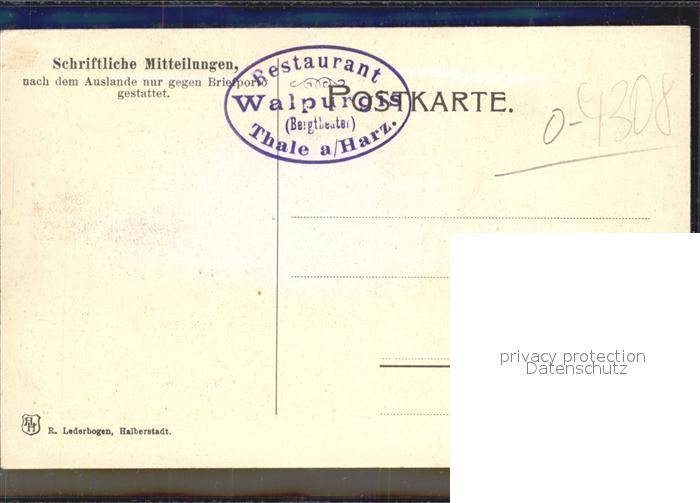 Schriftliche Mitteilungen,
nach dem Auslande nur gegen Briefporto
gestattet.
Restaurant
Walpurgis
(Bergtheater)
Thale a/Harz.
POSTKARTE.
0-4308
privacy protection
Datenschutz
R. Lederbogen, Halberstadt.